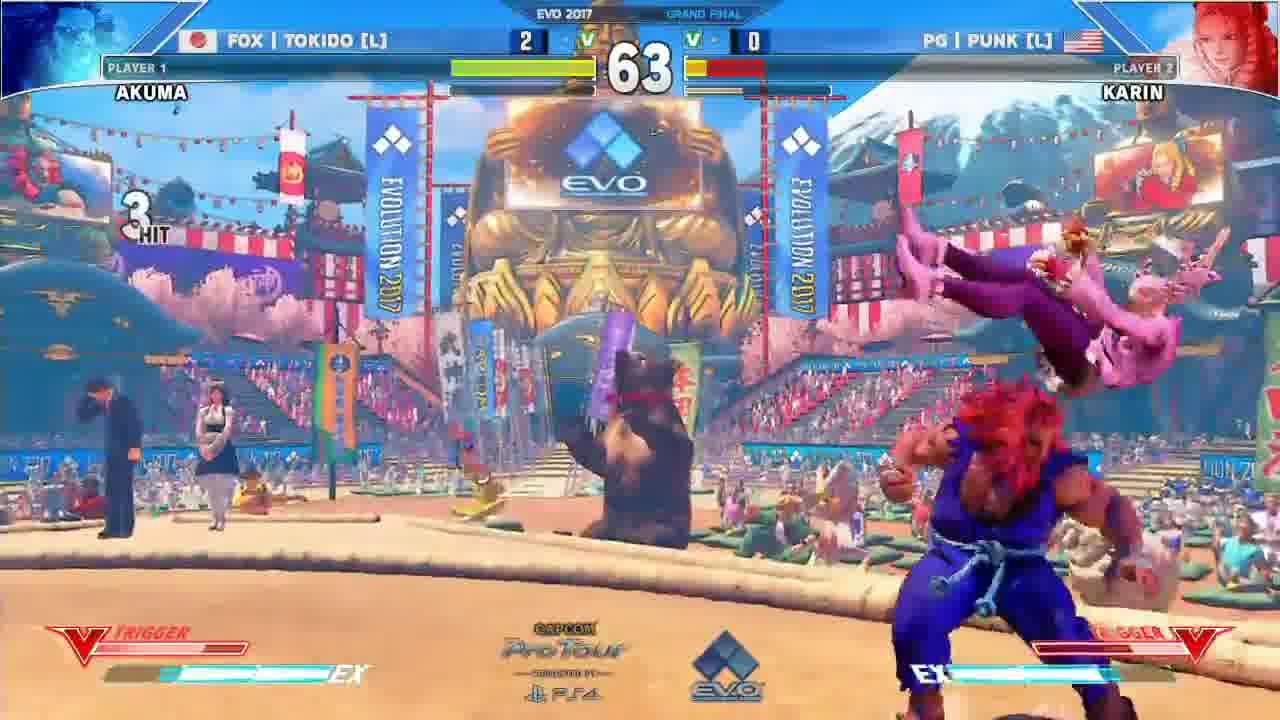 EVO 2017 GRAND FINAL
FOX | TOKIDO [L] 2 V 63 V 0 PG | PUNK [L]
PLAYER 1 PLAYER 2
AKUMA KARIN
EVO
EVOLUTION 2017
EVOLUTION 2017
3 HIT
V TRIGGER
V
EX
EX
CAPCOM
Pro Tour
PS4
EVO